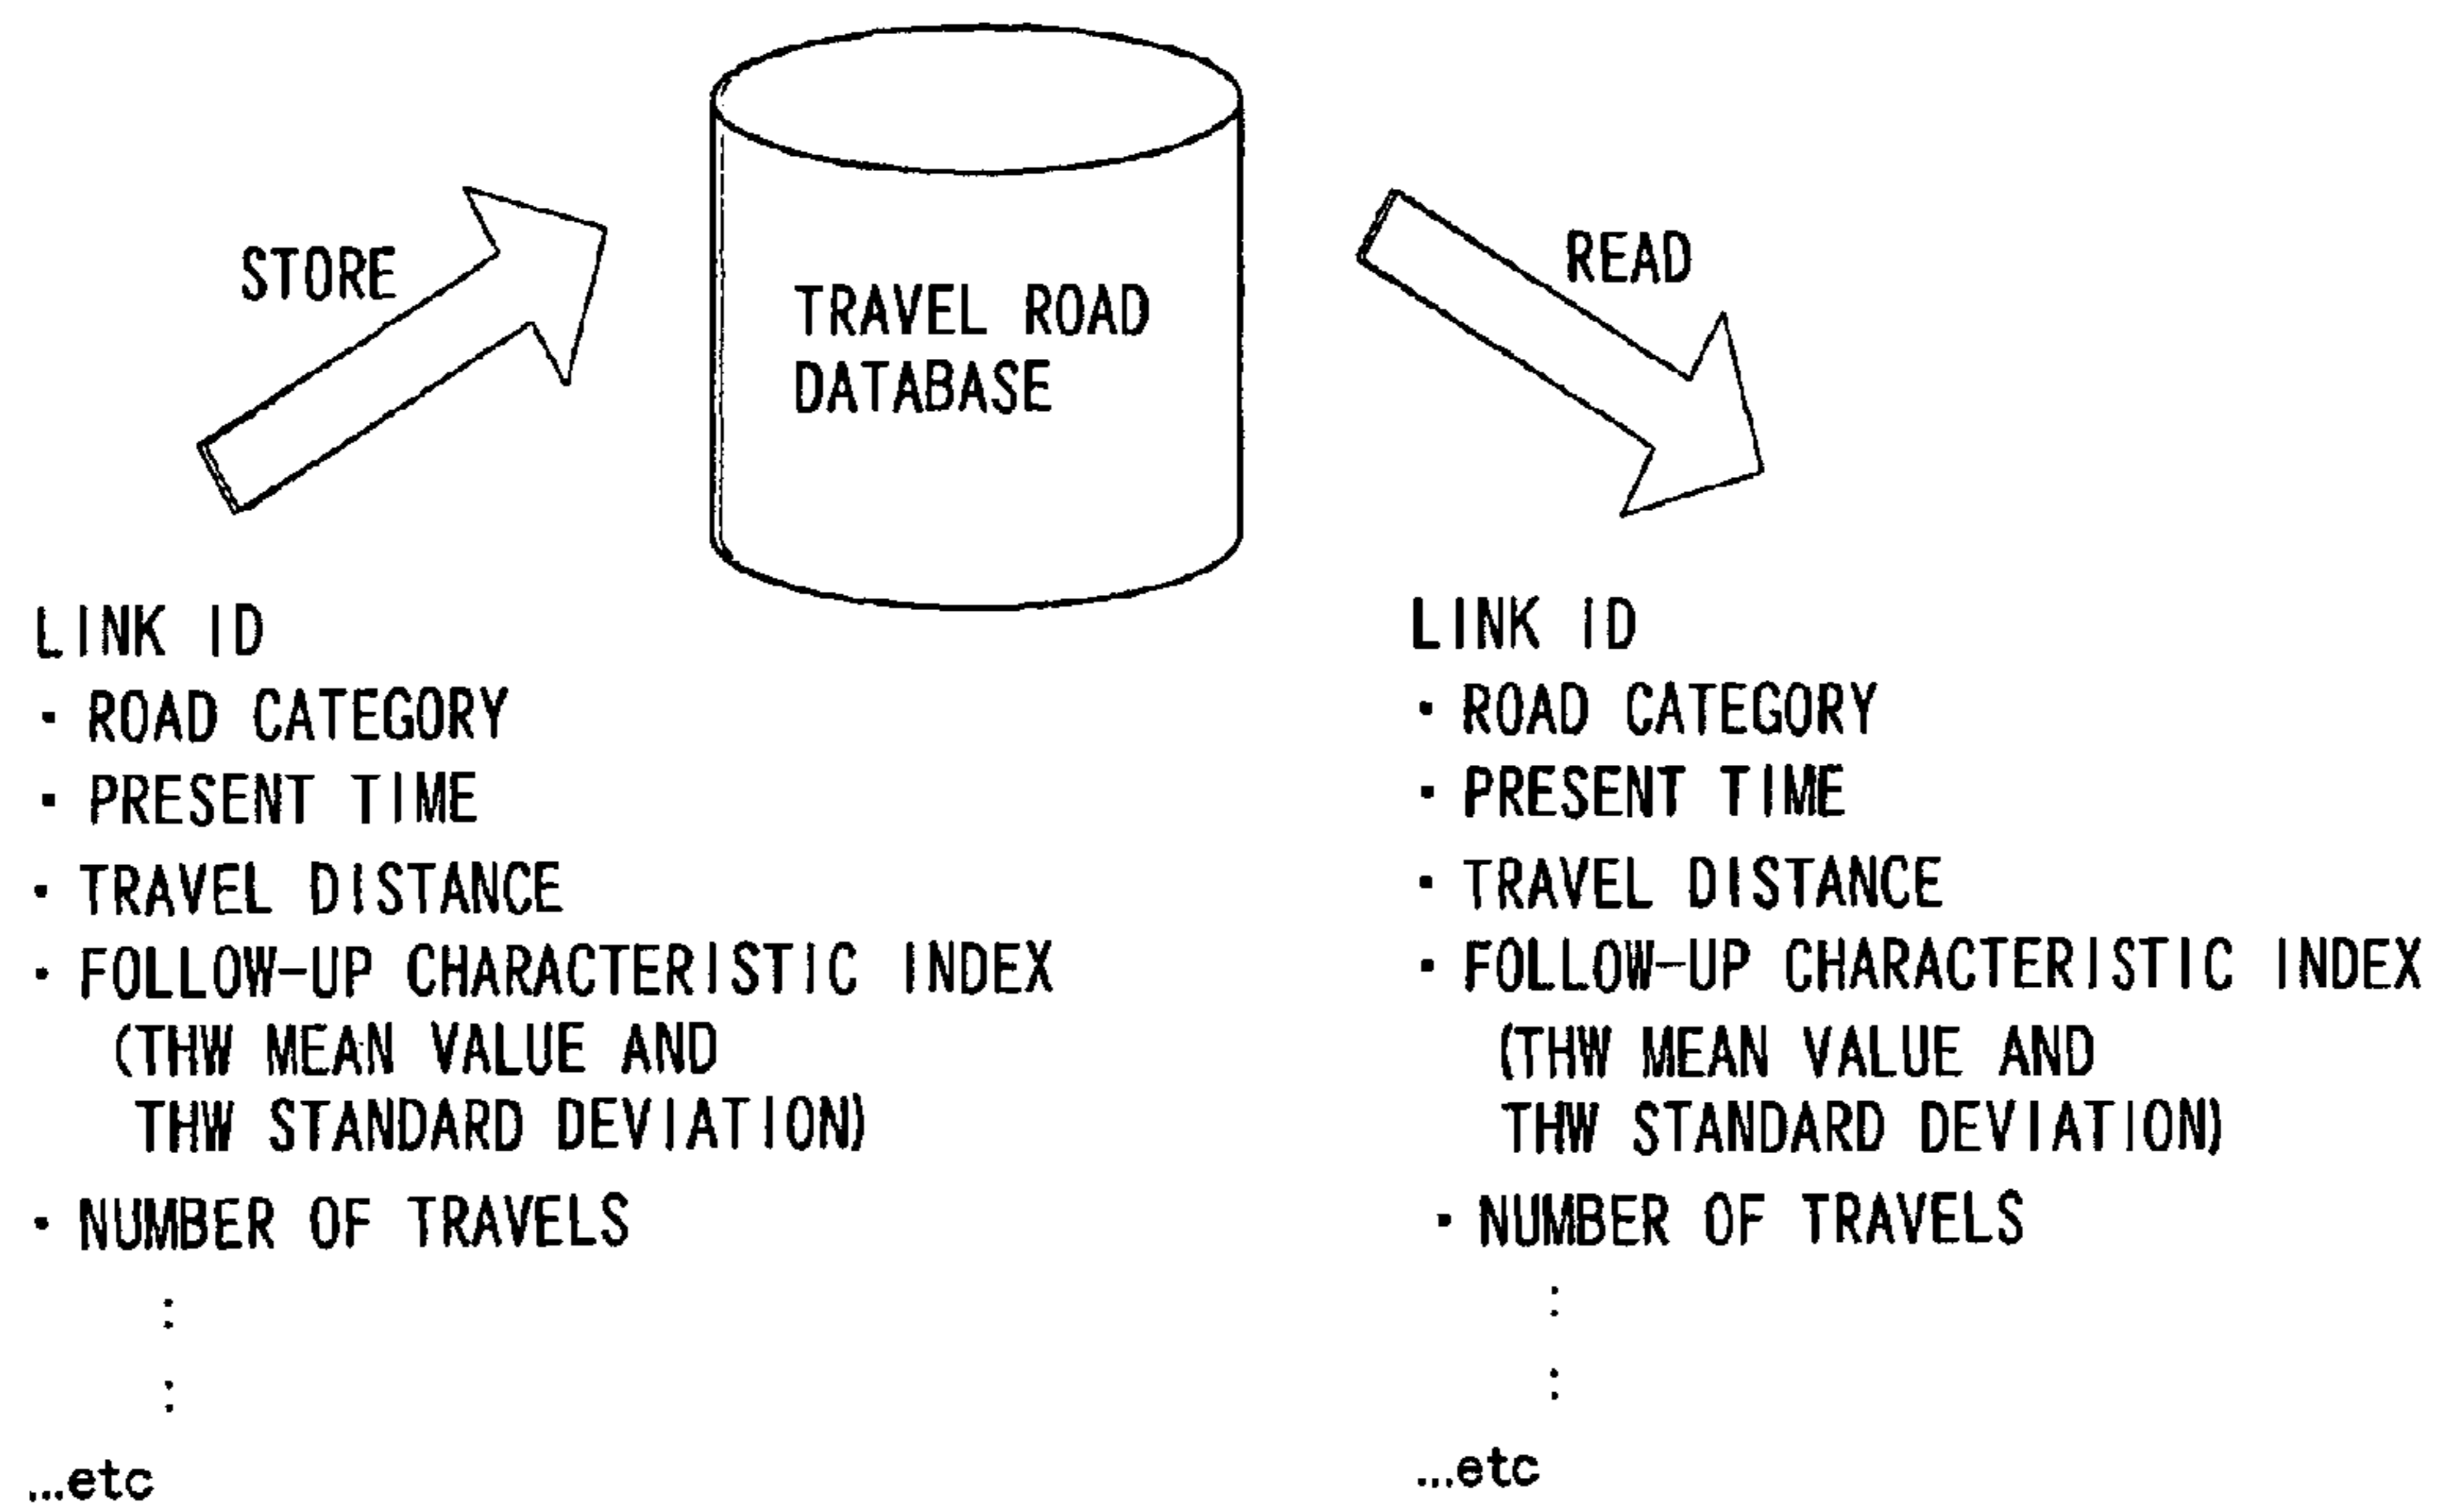 STORE
TRAVEL ROAD
DATABASE
READ
LINK ID
・ROAD CATEGORY
・PRESENT TIME
・TRAVEL DISTANCE
・FOLLOW-UP CHARACTERISTIC INDEX
(THW MEAN VALUE AND
THW STANDARD DEVIATION)
・NUMBER OF TRAVELS
:
:
...etc
LINK ID
・ROAD CATEGORY
・PRESENT TIME
・TRAVEL DISTANCE
・FOLLOW-UP CHARACTERISTIC INDEX
(THW MEAN VALUE AND
THW STANDARD DEVIATION)
・NUMBER OF TRAVELS
:
:
...etc